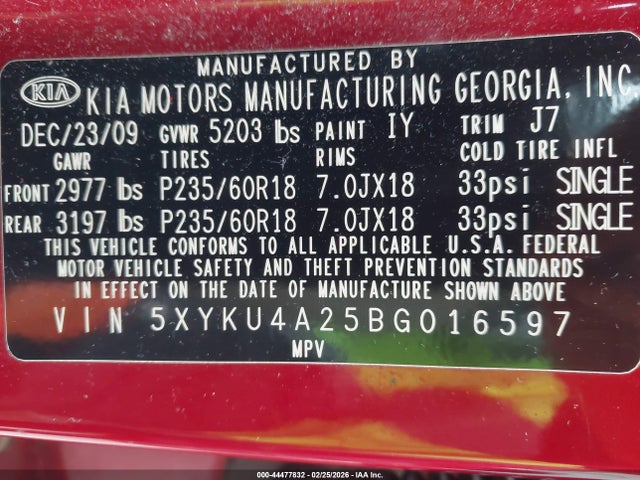 MANUFACTURED BY
KIA KIA MOTORS MANUFACTURING GEORGIA, INC.
DEC/23/09 GVWR 5203 lbs PAINT IY TRIM J7
GAWR TIRES RIMS COLD TIRE INFL
FRONT 2977 lbs P235/60R18 7.0JX18 33psi SINGLE
REAR 3197 lbs P235/60R18 7.0JX18 33psi SINGLE
THIS VEHICLE CONFORMS TO ALL APPLICABLE U.S.A. FEDERAL
MOTOR VEHICLE SAFETY AND THEFT PREVENTION STANDARDS
IN EFFECT ON THE DATE OF MANUFACTURE SHOWN ABOVE
VIN 5XYKU4A25BG016597
MPV
000-44477832 - 02/25/2026 - IAA Inc.